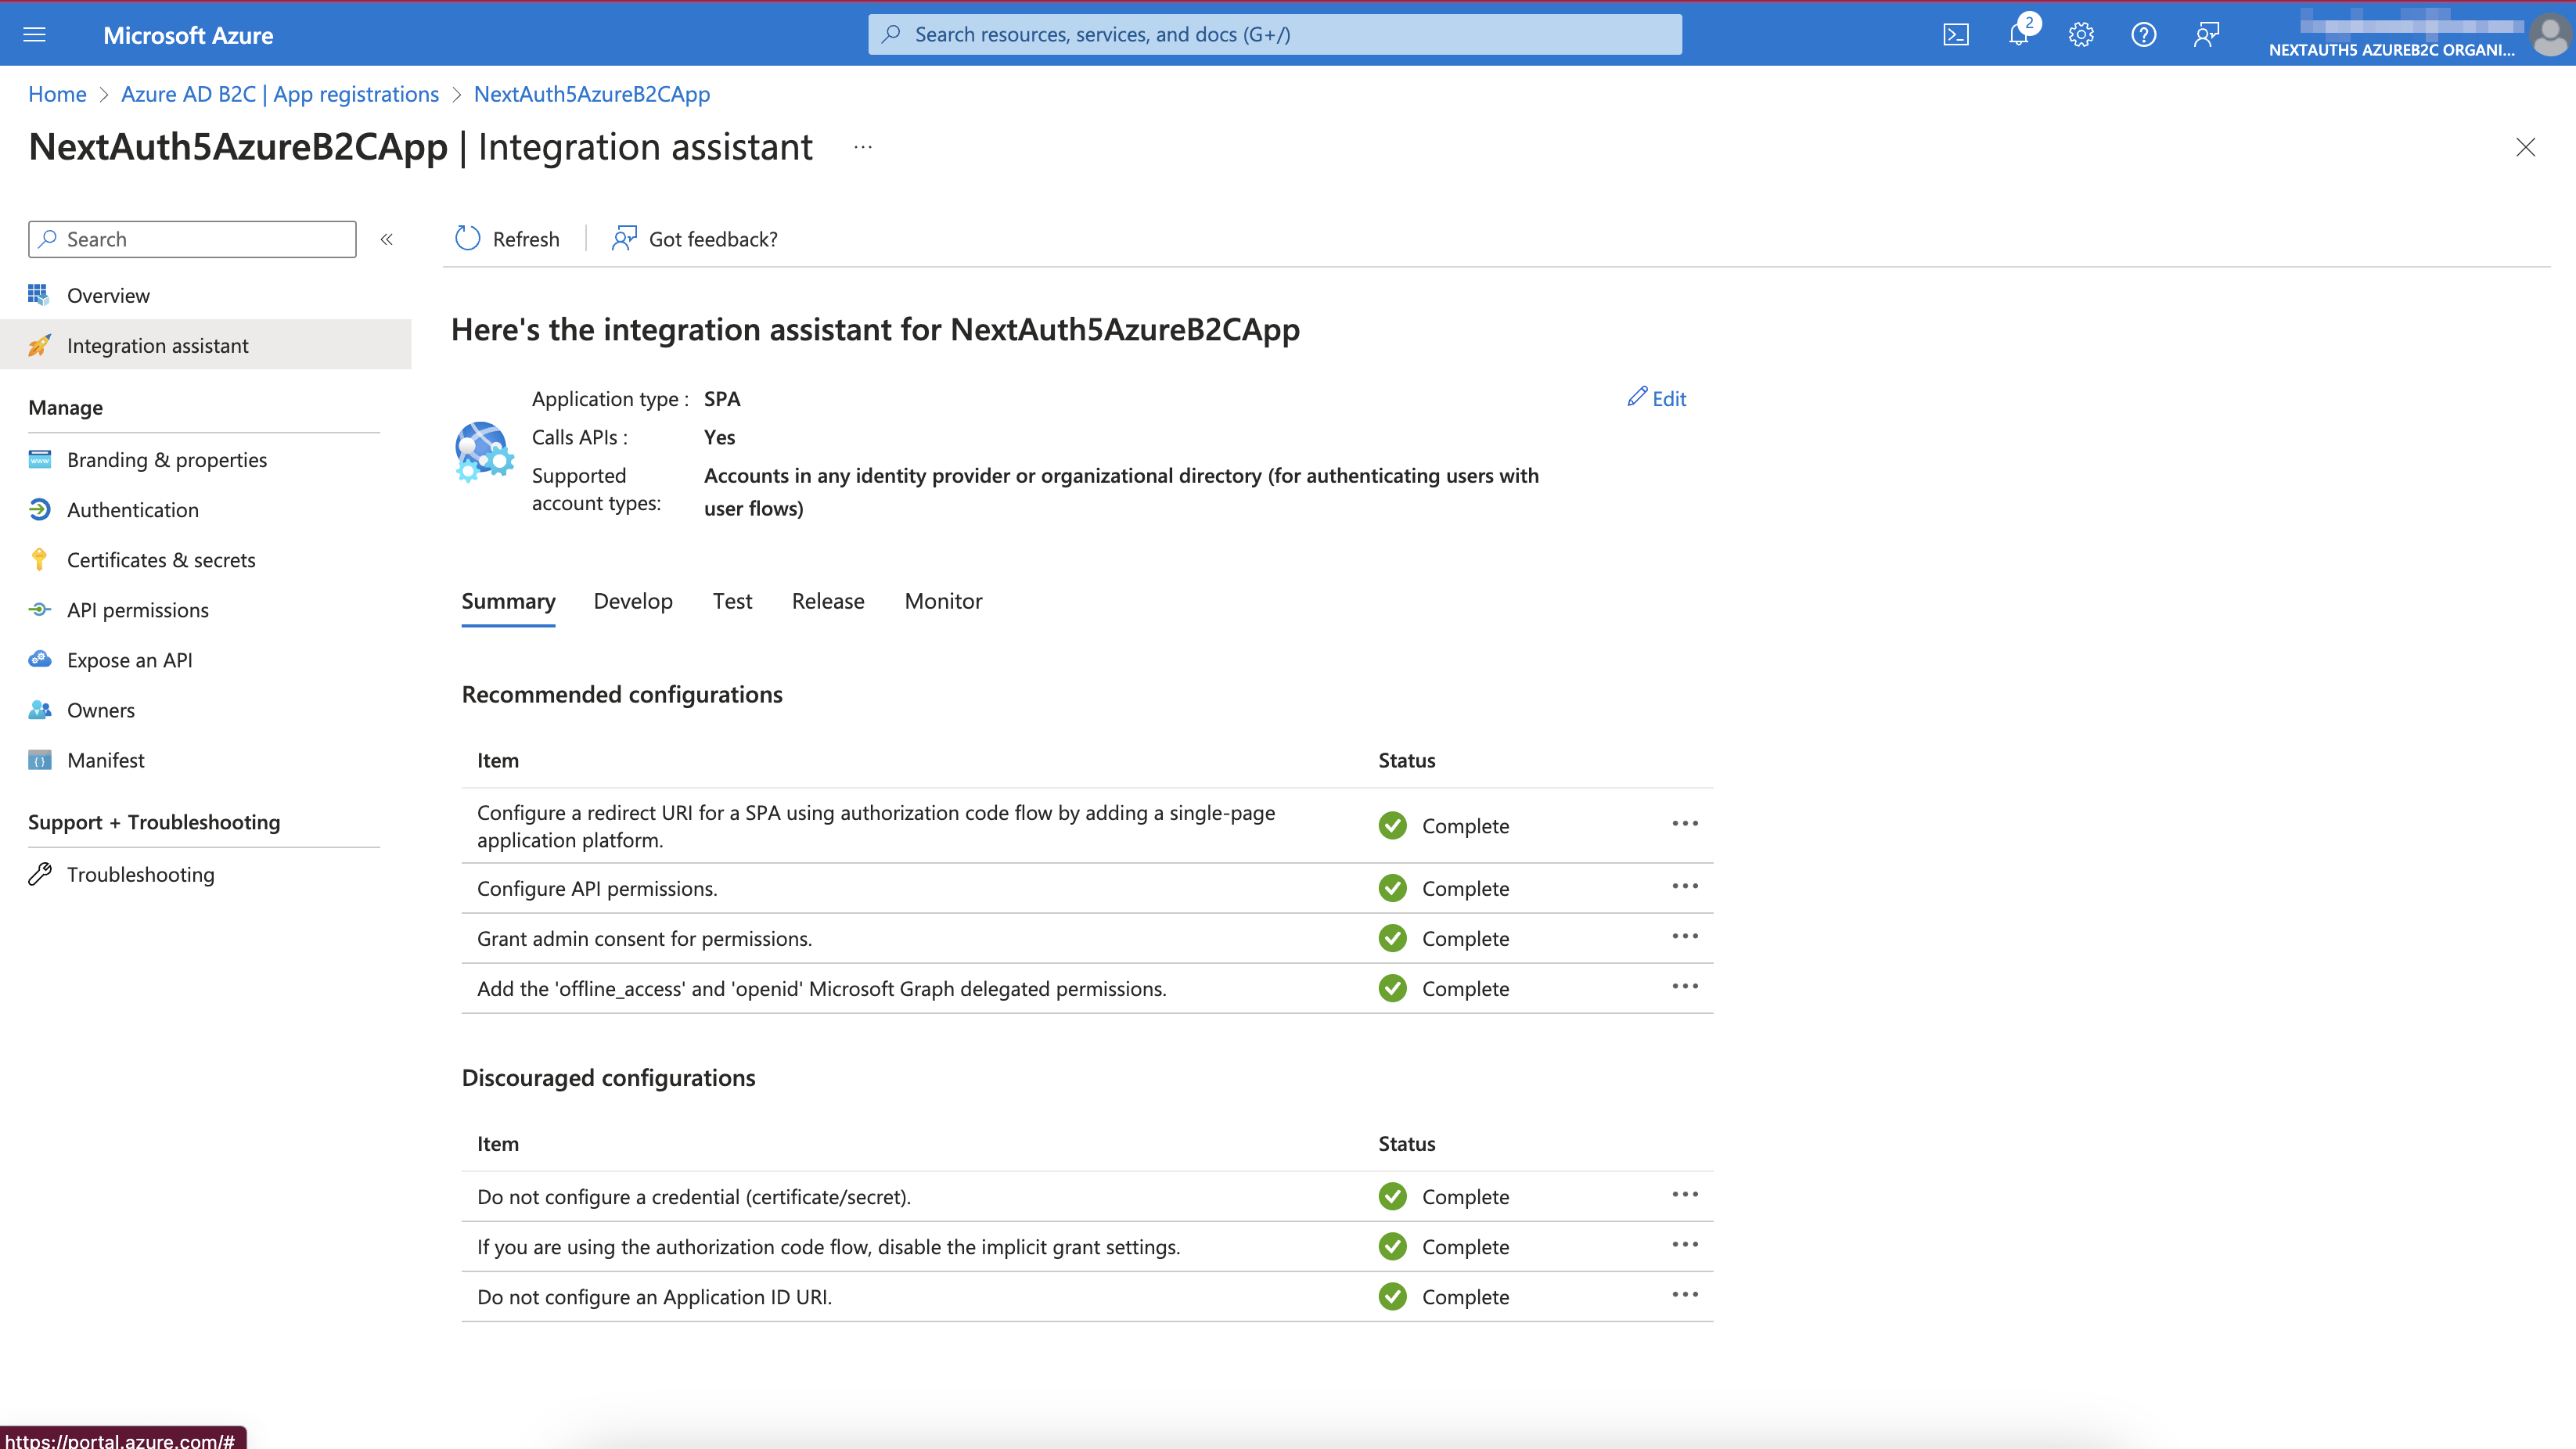 Microsoft Azure
Search resources, services, and docs (G+/)
2
NEXTAUTH5 AZUREB2C ORGANI...
Home > Azure AD B2C | App registrations > NextAuth5AzureB2CApp
NextAuth5AzureB2CApp | Integration assistant ...
Search
«
Refresh
Got feedback?
Overview
Integration assistant
Manage
Branding & properties
Authentication
Certificates & secrets
API permissions
Expose an API
Owners
Manifest
Support + Troubleshooting
Troubleshooting
Here's the integration assistant for NextAuth5AzureB2CApp
Application type : SPA
Edit
Calls APIs : Yes
Supported account types: Accounts in any identity provider or organizational directory (for authenticating users with
user flows)
Summary Develop Test Release Monitor
Recommended configurations
Item Status
Configure a redirect URI for a SPA using authorization code flow by adding a single-page
application platform.
Complete
Configure API permissions. Complete
Grant admin consent for permissions. Complete
Add the 'offline_access' and 'openid' Microsoft Graph delegated permissions. Complete
Discouraged configurations
Item Status
Do not configure a credential (certificate/secret). Complete
If you are using the authorization code flow, disable the implicit grant settings. Complete
Do not configure an Application ID URI. Complete
https://portal.azure.com/#